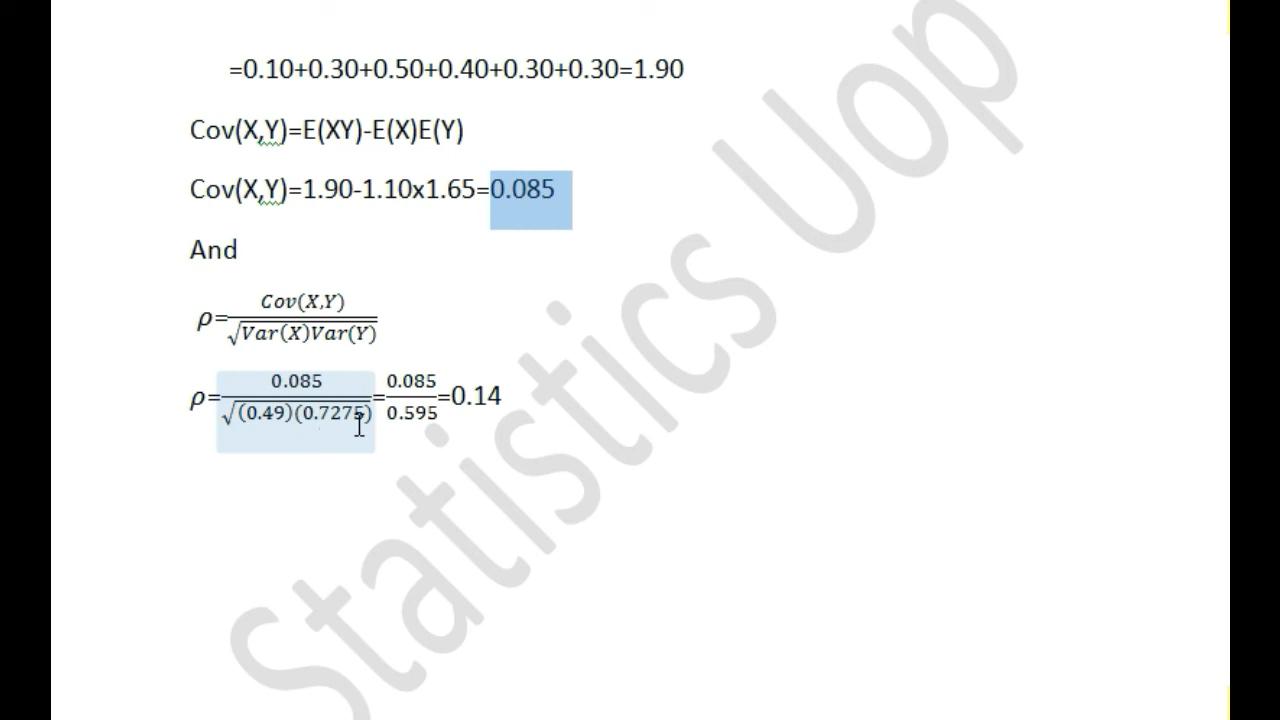 =0.10+0.30+0.50+0.40+0.30+0.30=1.90
Cov(X,Y)=E(XY)-E(X)E(Y)
Cov(X,Y)=1.90-1.10x1.65=0.085
And
ρ=Cov(X,Y)/√Var(X)Var(Y)
ρ=0.085/√(0.49)(0.7275)=0.085/0.595=0.14
Statistics Uop